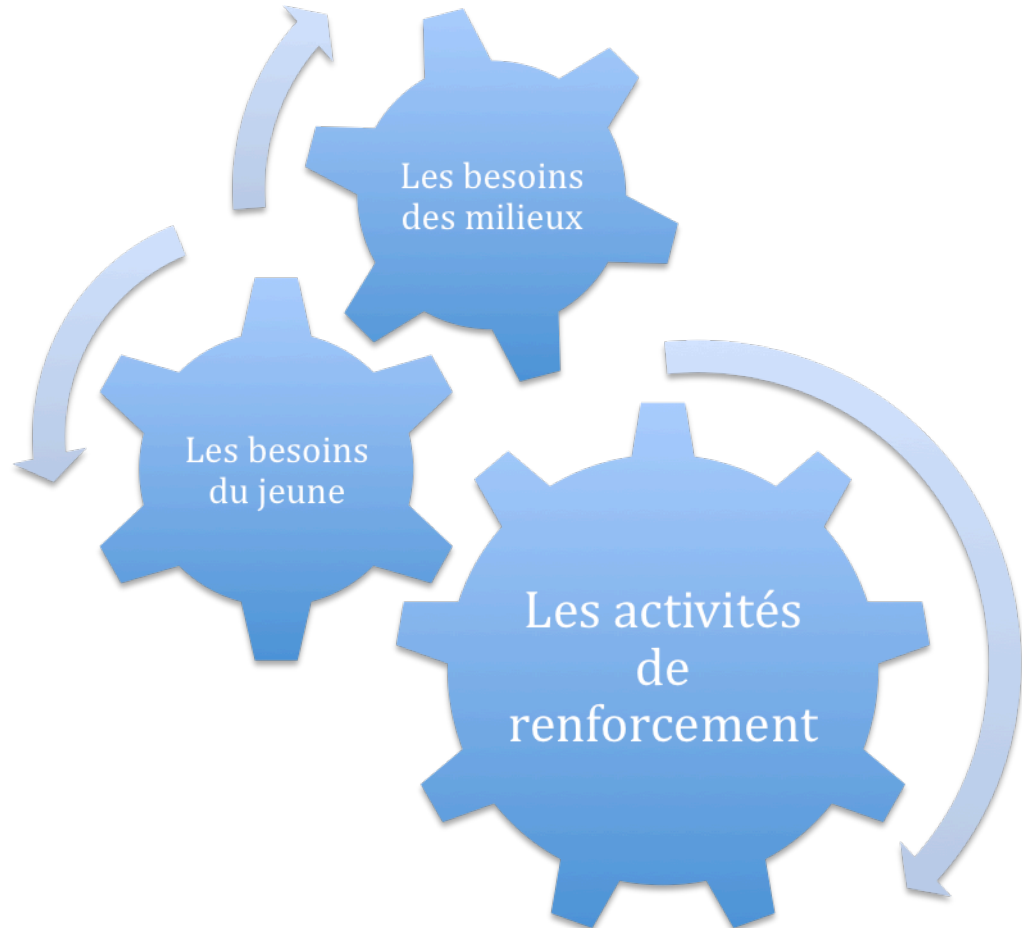 Les besoins
des milieux
Les besoins
du jeune
Les activités
de
renforcement